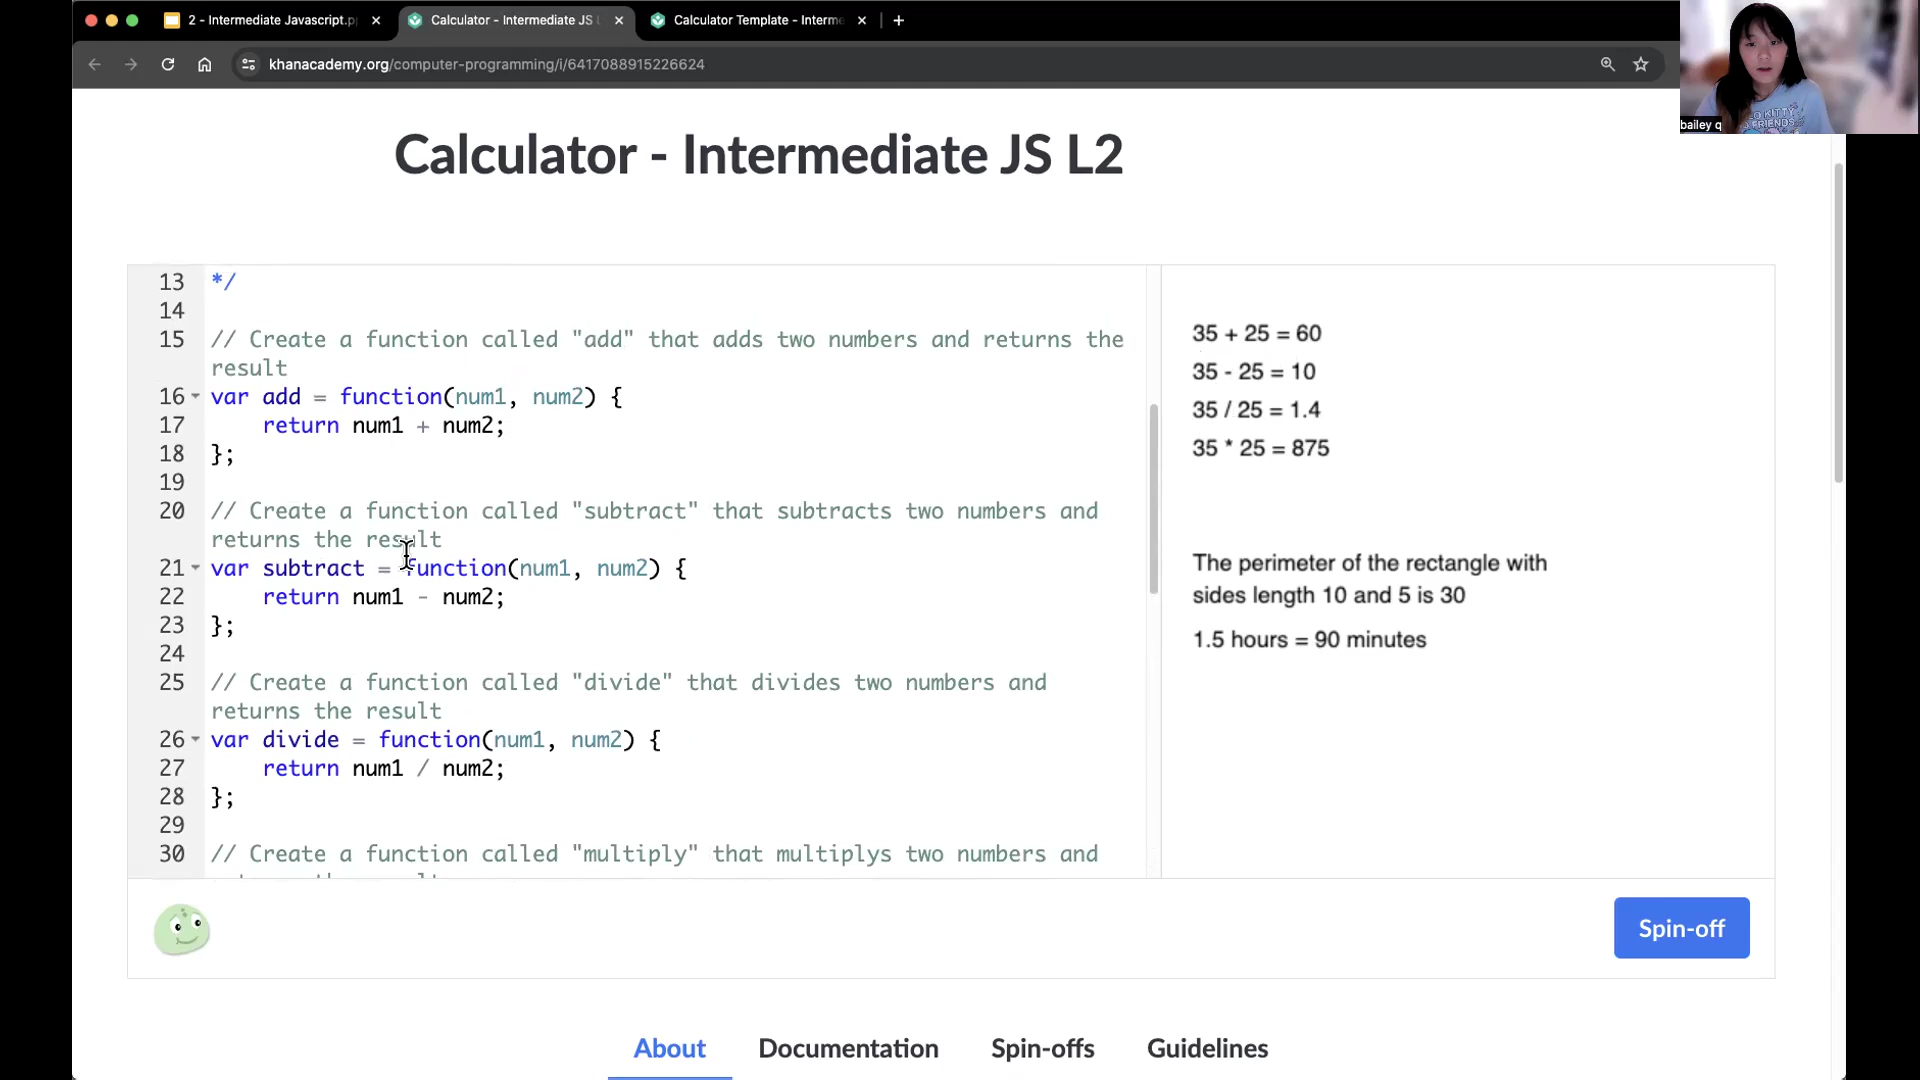 2 - Intermediate Javascript.p
Calculator - Intermediate JS
Calculator Template - Interm
khanacademy.org/computer-programming/i/6417088915226624
bailey q
Calculator - Intermediate JS L2
13 */
14
15 // Create a function called "add" that adds two numbers and returns the
result
16 var add = function(num1, num2) {
17 return num1 + num2;
18 };
19
20 // Create a function called "subtract" that subtracts two numbers and
returns the result
21 var subtract = function(num1, num2) {
22 return num1 - num2;
23 };
24
25 // Create a function called "divide" that divides two numbers and
returns the result
26 var divide = function(num1, num2) {
27 return num1 / num2;
28 };
29
30 // Create a function called "multiply" that multiplys two numbers and
35 + 25 = 60
35 - 25 = 10
35 / 25 = 1.4
35 * 25 = 875
The perimeter of the rectangle with
sides length 10 and 5 is 30
1.5 hours = 90 minutes
Spin-off
About
Documentation
Spin-offs
Guidelines